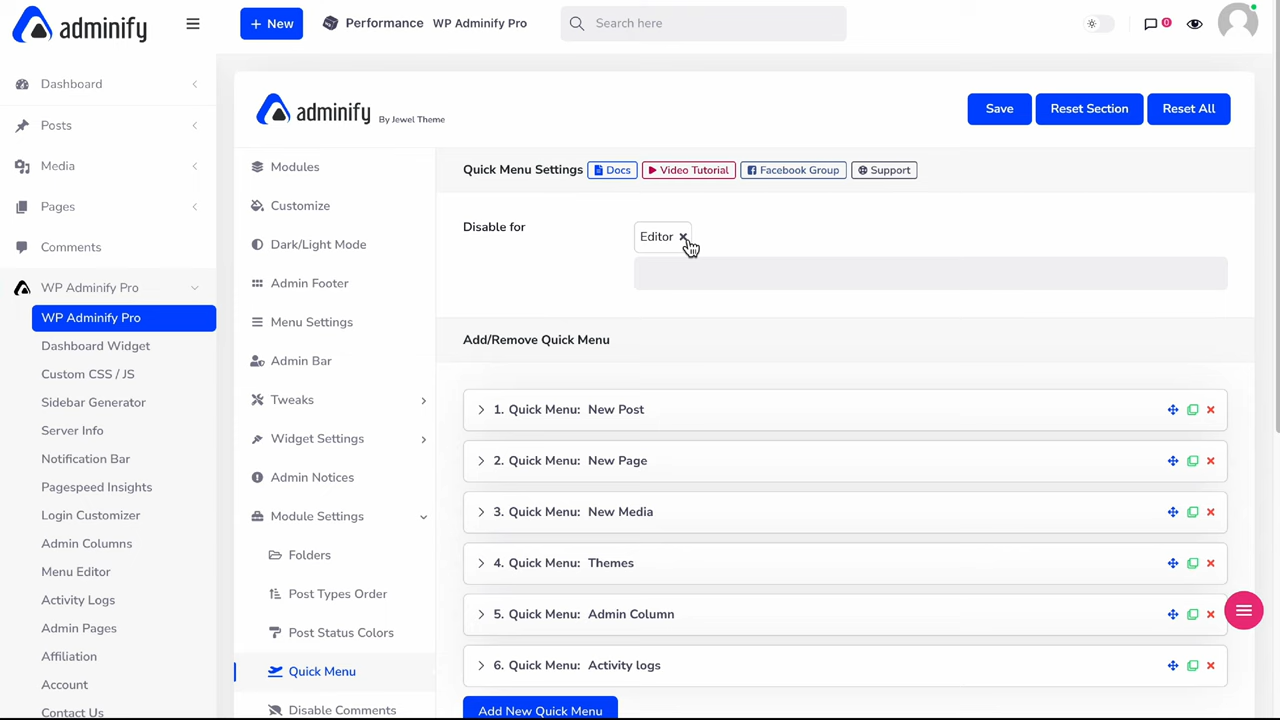 adminify
+ New
Performance WP Adminify Pro
Search here
0
Dashboard
Posts
Media
Pages
Comments
WP Adminify Pro
WP Adminify Pro
Dashboard Widget
Custom CSS / JS
Sidebar Generator
Server Info
Notification Bar
Pagespeed Insights
Login Customizer
Admin Columns
Menu Editor
Activity Logs
Admin Pages
Affiliation
Account
Contact Us
adminify By Jewel Theme
Save
Reset Section
Reset All
Modules
Customize
Dark/Light Mode
Admin Footer
Menu Settings
Admin Bar
Tweaks
Widget Settings
Admin Notices
Module Settings
Folders
Post Types Order
Post Status Colors
Quick Menu
Disable Comments
Quick Menu Settings Docs Video Tutorial Facebook Group Support
Disable for
Editor ×
Add/Remove Quick Menu
1. Quick Menu: New Post
2. Quick Menu: New Page
3. Quick Menu: New Media
4. Quick Menu: Themes
5. Quick Menu: Admin Column
6. Quick Menu: Activity logs
Add New Quick Menu